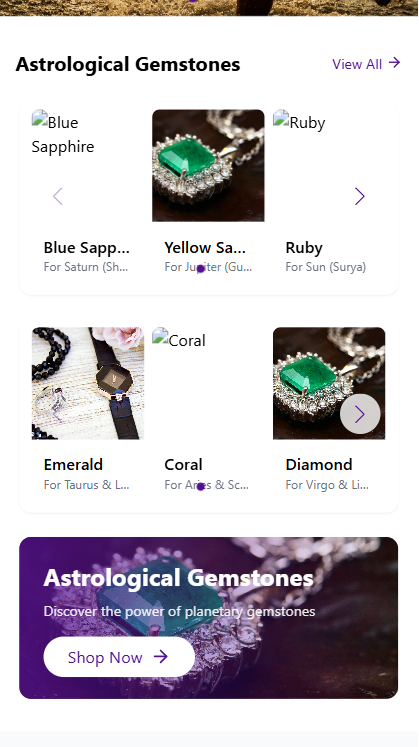 Astrological Gemstones
View All
Blue
Sapphire
Ruby
Blue Sapp...
Yellow Sa...
Ruby
For Saturn (Sh...
For Jupiter (Gu...
For Sun (Surya)
Coral
Emerald
Coral
Diamond
For Taurus & L...
For Aries & Sc...
For Virgo & Li...
Astrological Gemstones
Discover the power of planetary gemstones
Shop Now